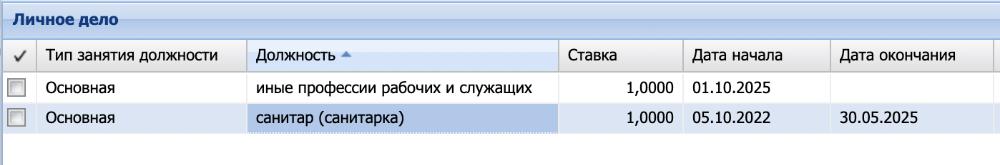 Личное дело
Тип занятия должности Должность Ставка Дата начала Дата окончания
Основная иные профессии рабочих и служащих 1,0000 01.10.2025
Основная санитар (санитарка) 1,0000 05.10.2022 30.05.2025